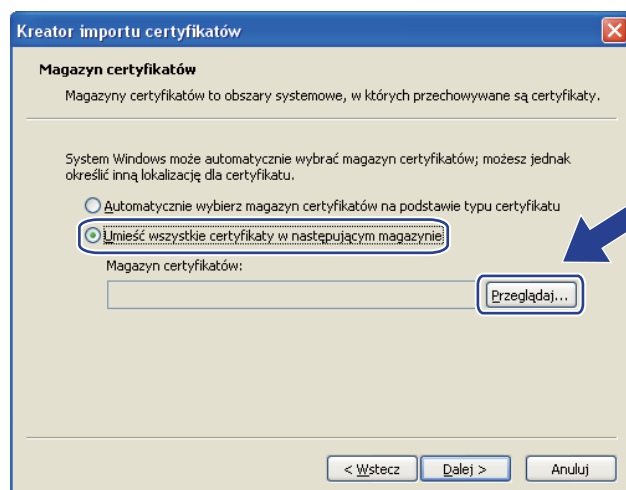 Kreator importu certyfikatów
Magazyn certyfikatów
Magazyny certyfikatów to obszary systemowe, w których przechowywane są certyfikaty.
System Windows może automatycznie wybrać magazyn certyfikatów; możesz jednak
określić inną lokalizację dla certyfikatu.
Automatycznie wybierz magazyn certyfikatów na podstawie typu certyfikatu
Umieść wszystkie certyfikaty w następującym magazynie
Magazyn certyfikatów:
Przeglądaj...
< Wstecz
Dalej >
Anuluj